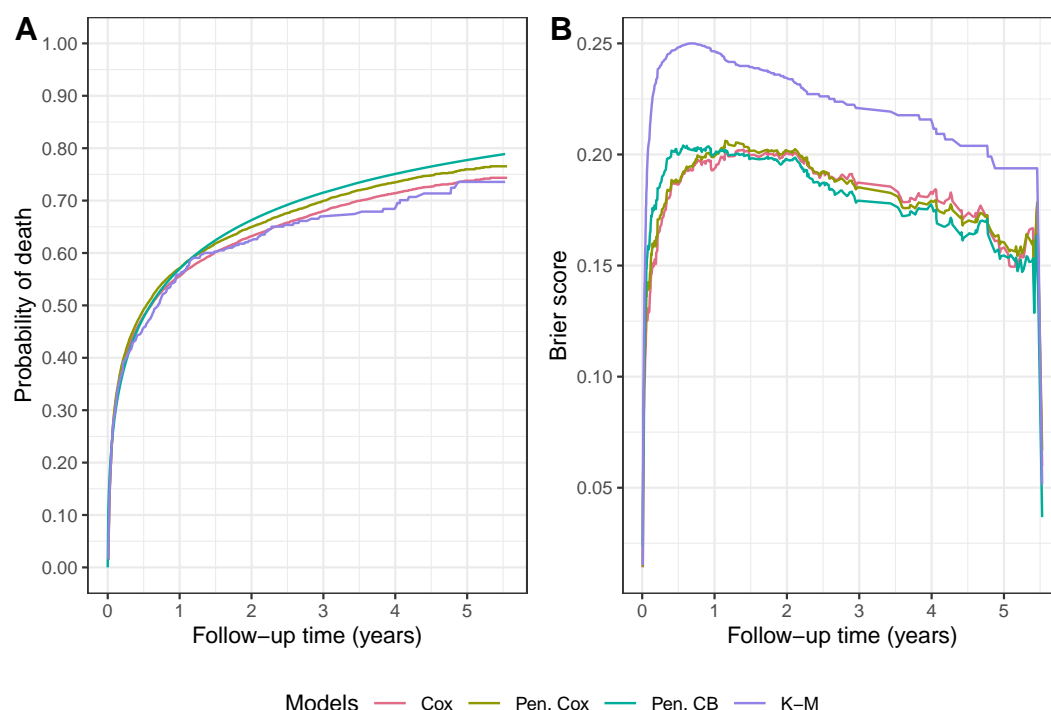 A
1.00
0.90
0.80
0.70
0.60
0.50
0.40
0.30
0.20
0.10
0.00
Probability of death
0 1 2 3 4 5
Follow−up time (years)
B
0.25
0.20
0.15
0.10
0.05
Brier score
0 1 2 3 4 5
Follow−up time (years)
Models Cox Pen. Cox Pen. CB K−M